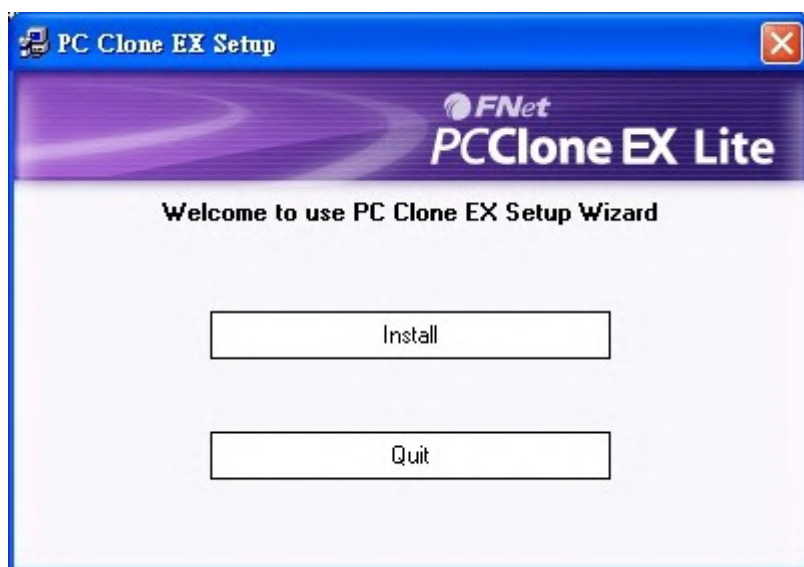 PC Clone EX Setup
FNet
PCClone EX Lite
Welcome to use PC Clone EX Setup Wizard
Install
Quit